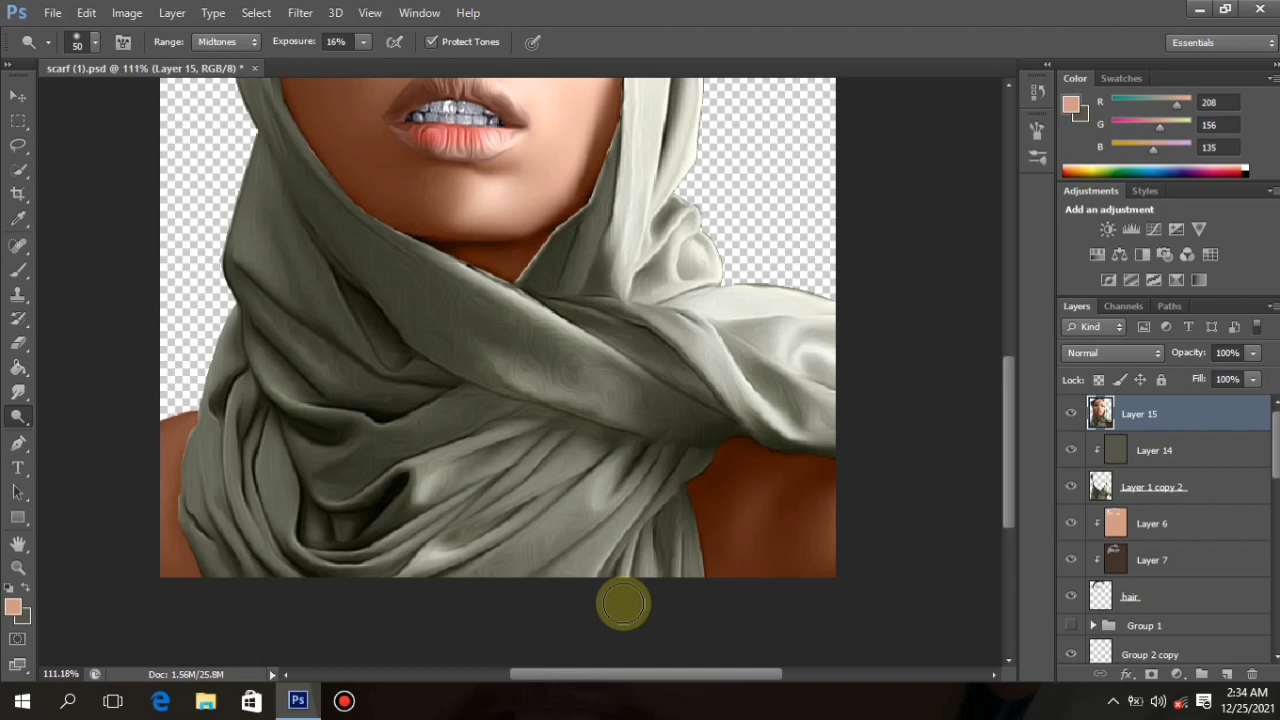 Ps File Edit Image Layer Type Select Filter 3D View Window Help
50 Range: Midtones Exposure: 16% Protect Tones Essentials
scarf (1).psd @ 111% (Layer 15, RGB/8) * ×
Color Swatches
R 208
G 156
B 135
Adjustments Styles
Add an adjustment
Layers Channels Paths
Kind
Normal Opacity: 100%
Lock: Fill: 100%
Layer 15
Layer 14
Layer 1 copy 2
Layer 6
Layer 7
hair
Group 1
Group 2 copy
111.18% Doc: 1.56M/25.8M
Ps 2:34 AM
12/25/2021